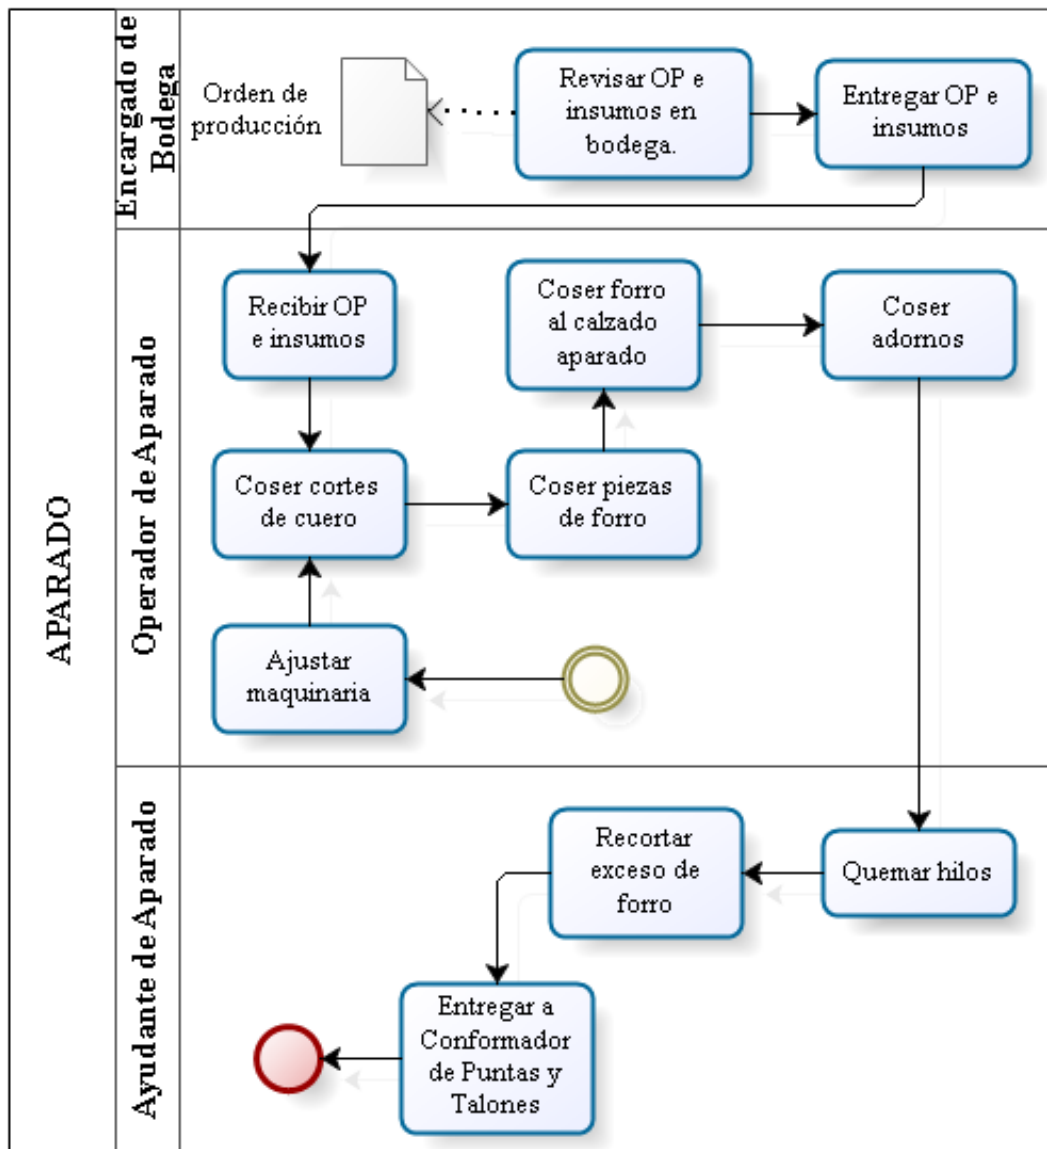 APARADO
Encargado de
Bodega
Orden de
producción
Revisar OP e
insumos en
bodega.
Entregar OP e
insumos
Operador de Aparado
Recibir OP
e insumos
Coser forro
al calzado
aparado
Coser
adornos
Coser cortes
de cuero
Coser piezas
de forro
Ajustar
maquinaria
Ayudante de Aparado
Recortar
exceso de
forro
Quemar hilos
Entregar a
Conformador
de Puntas y
Talones